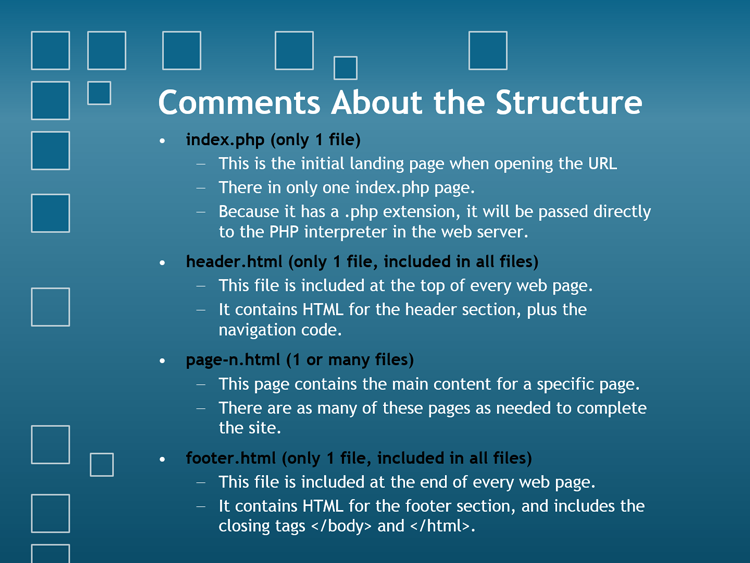 Comments About the Structure
• index.php (only 1 file)
– This is the initial landing page when opening the URL
– There in only one index.php page.
– Because it has a .php extension, it will be passed directly
to the PHP interpreter in the web server.
• header.html (only 1 file, included in all files)
– This file is included at the top of every web page.
– It contains HTML for the header section, plus the
navigation code.
• page-n.html (1 or many files)
– This page contains the main content for a specific page.
– There are as many of these pages as needed to complete
the site.
• footer.html (only 1 file, included in all files)
– This file is included at the end of every web page.
– It contains HTML for the footer section, and includes the
closing tags </body> and </html>.